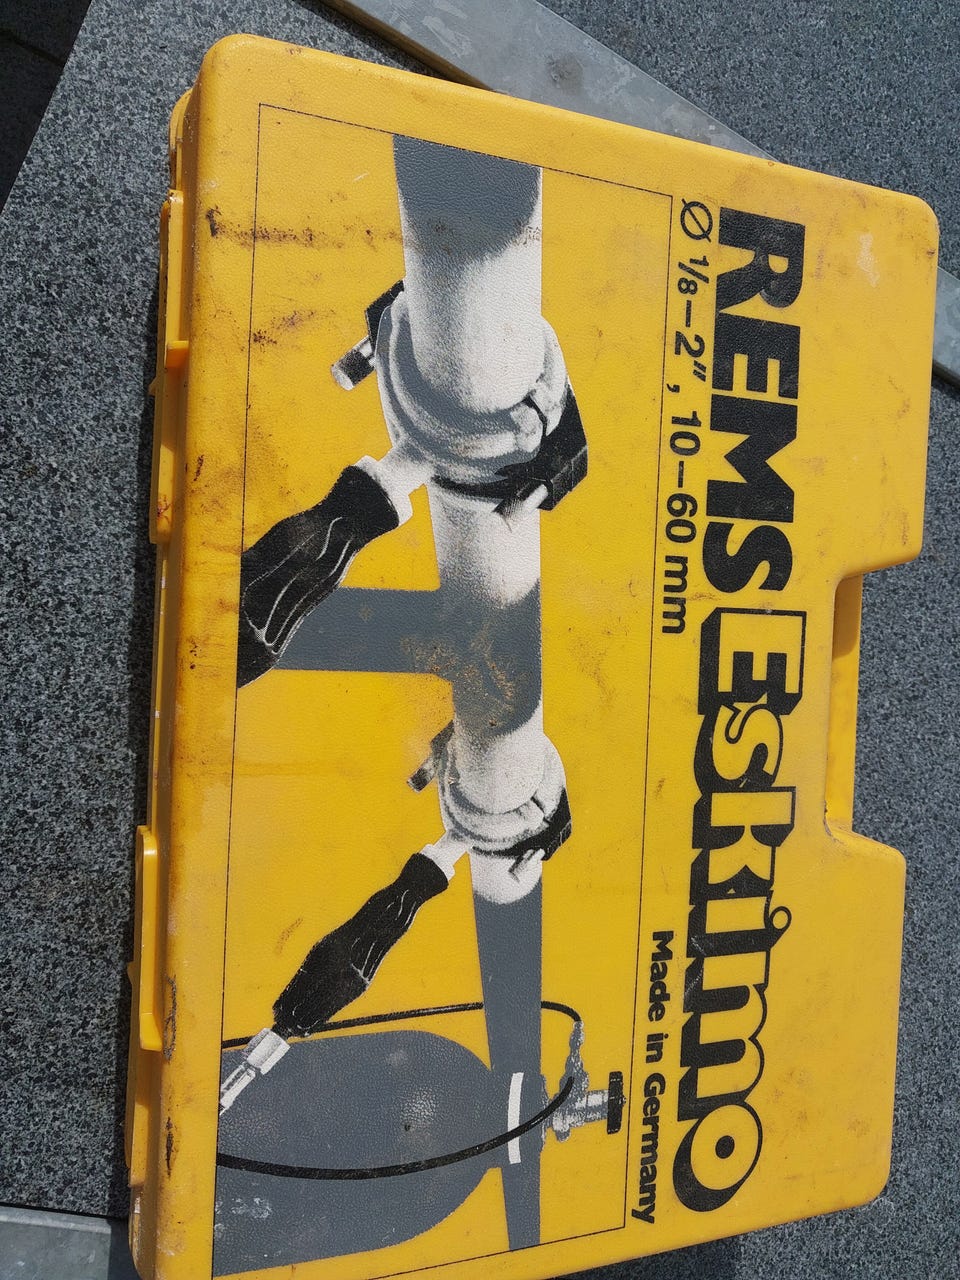 REMS Eskimo
Ø 1/8–2", 10–60 mm
Made in Germany